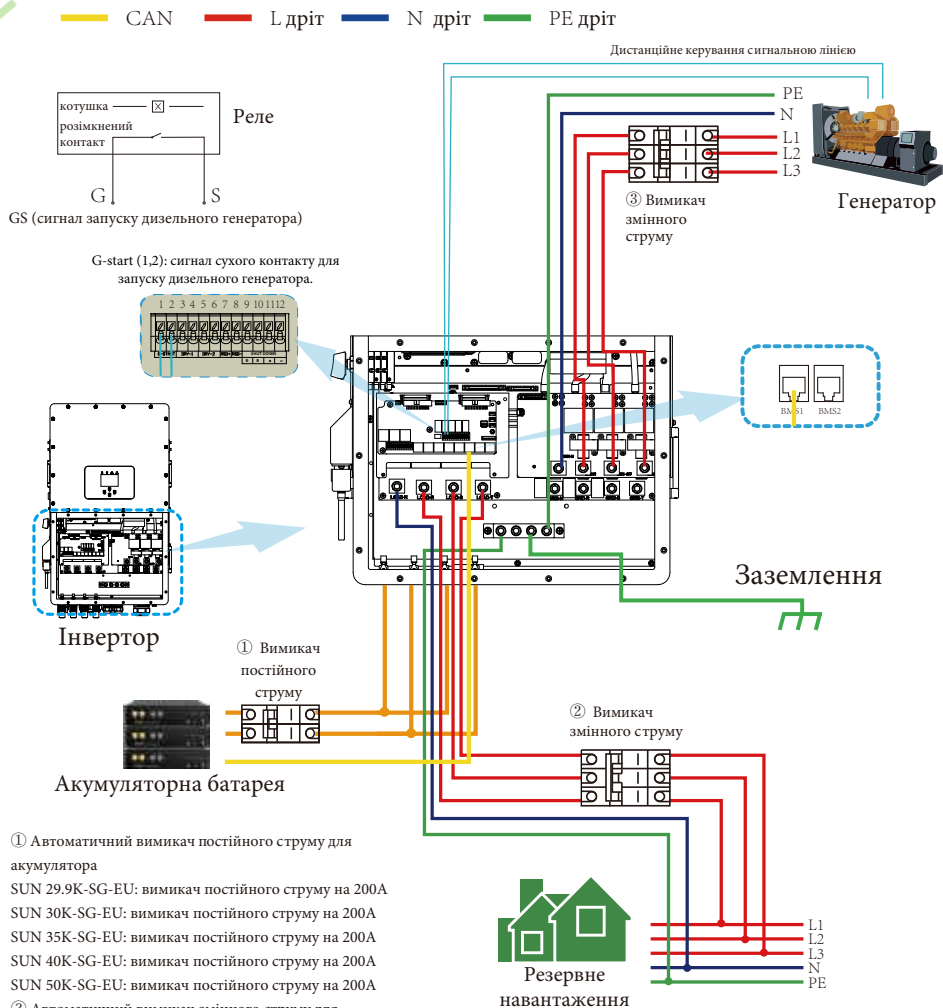 CAN L дріт N дріт PE дріт
Дистанційне керування сигнальною лінією
котушка
розімкнений
контакт
Реле
G S
GS (сигнал запуску дизельного генератора)
PE
N
L1
L2
L3
Генератор
③ Вимикач
змінного
струму
G-start (1,2): сигнал сухого контакту для
запуску дизельного генератора.
1 2 3 4 5 6 7 8 9 10 11 12
BMS1 BMS2
Інвертор
Заземлення
① Вимикач
постійного
струму
Акумуляторна батарея
② Вимикач
змінного струму
① Автоматичний вимикач постійного струму для
акумулятора
SUN 29.9K-SG-EU: вимикач постійного струму на 200А
SUN 30K-SG-EU: вимикач постійного струму на 200А
SUN 35K-SG-EU: вимикач постійного струму на 200А
SUN 40K-SG-EU: вимикач постійного струму на 200А
SUN 50K-SG-EU: вимикач постійного струму на 200А
Резервне
навантаження
L1
L2
L3
N
PE